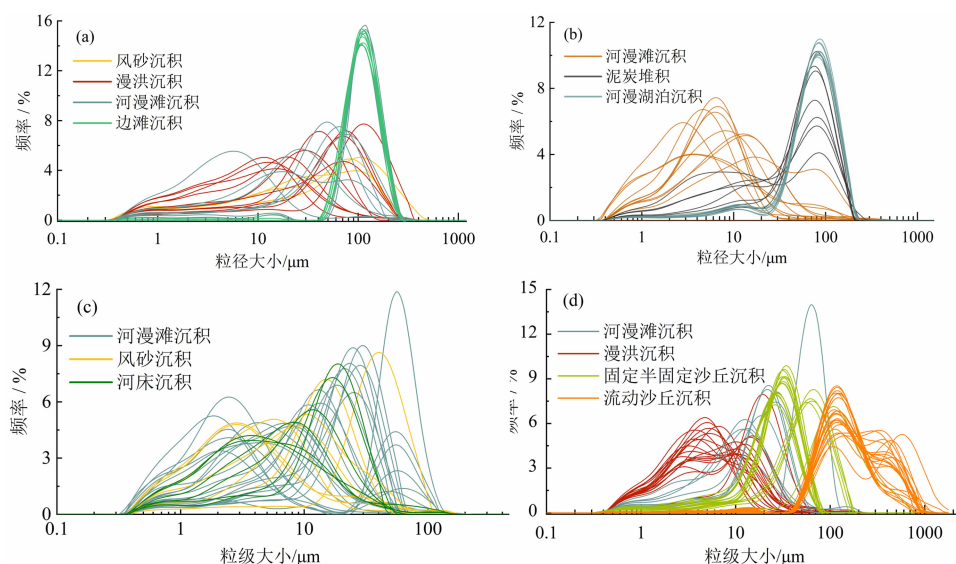 (a)
风砂沉积
漫洪沉积
河漫滩沉积
边滩沉积
频率 / %
16
12
8
4
0
0.1 1 10 100 1000
粒径大小/μm
(b)
河漫滩沉积
泥炭堆积
河漫湖泊沉积
频率 / %
12
8
4
0
0.1 1 10 100 1000
粒径大小/μm
(c)
河漫滩沉积
风砂沉积
河床沉积
频率 / %
12
9
6
3
0
0.1 1 10 100
粒级大小/μm
(d)
河漫滩沉积
漫洪沉积
固定半固定沙丘沉积
流动沙丘沉积
频率 / %
15
12
9
6
3
0
0.1 1 10 100 1000
粒级大小/μm